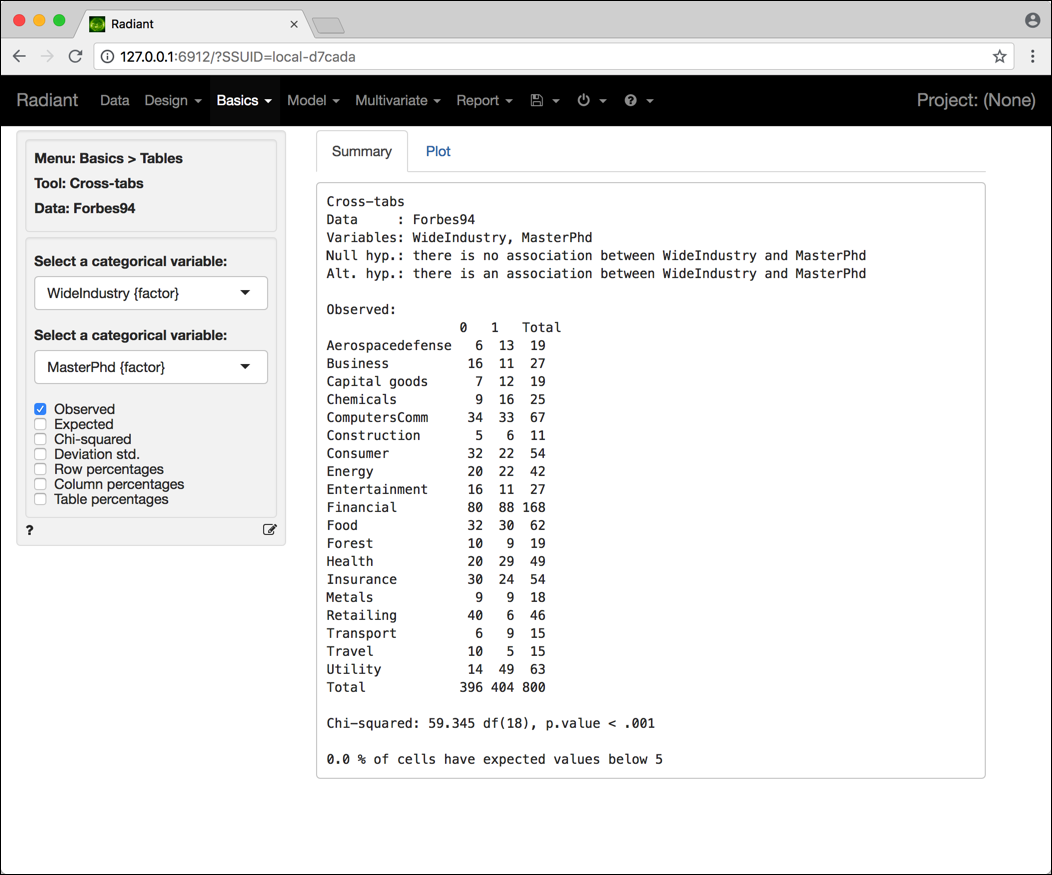 Radiant
127.0.0.1:6912/?SSUID=local-d7cada
Radiant Data Design Basics Model Multivariate Report Project: (None)
Menu: Basics > Tables
Tool: Cross-tabs
Data: Forbes94
Select a categorical variable:
WideIndustry {factor}
Select a categorical variable:
MasterPhd {factor}
Observed
Expected
Chi-squared
Deviation std.
Row percentages
Column percentages
Table percentages
?
Summary Plot
Cross-tabs
Data     : Forbes94
Variables: WideIndustry, MasterPhd
Null hyp.: there is no association between WideIndustry and MasterPhd
Alt. hyp.: there is an association between WideIndustry and MasterPhd
Observed:
0 1 Total
Aerospacedefense 6 13 19
Business 16 11 27
Capital goods 7 12 19
Chemicals 9 16 25
ComputersComm 34 33 67
Construction 5 6 11
Consumer 32 22 54
Energy 20 22 42
Entertainment 16 11 27
Financial 80 88 168
Food 32 30 62
Forest 10 9 19
Health 20 29 49
Insurance 30 24 54
Metals 9 9 18
Retailing 40 6 46
Transport 6 9 15
Travel 10 5 15
Utility 14 49 63
Total 396 404 800
Chi-squared: 59.345 df(18), p.value < .001
0.0 % of cells have expected values below 5